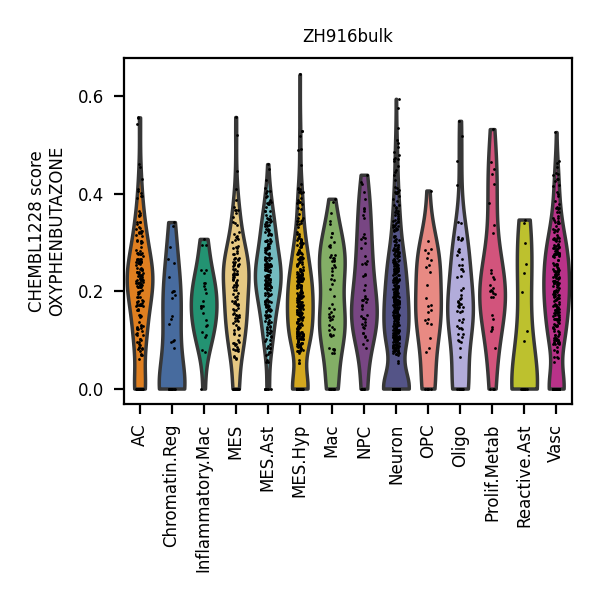 ZH916bulk
CHEMBL1228 score
OXYPHENBUTAZONE
0.6
0.4
0.2
0.0
AC
Chromatin.Reg
Inflammatory.Mac
MES
MES.Ast
MES.Hyp
Mac
NPC
Neuron
OPC
Oligo
Prolif.Metab
Reactive.Ast
Vasc